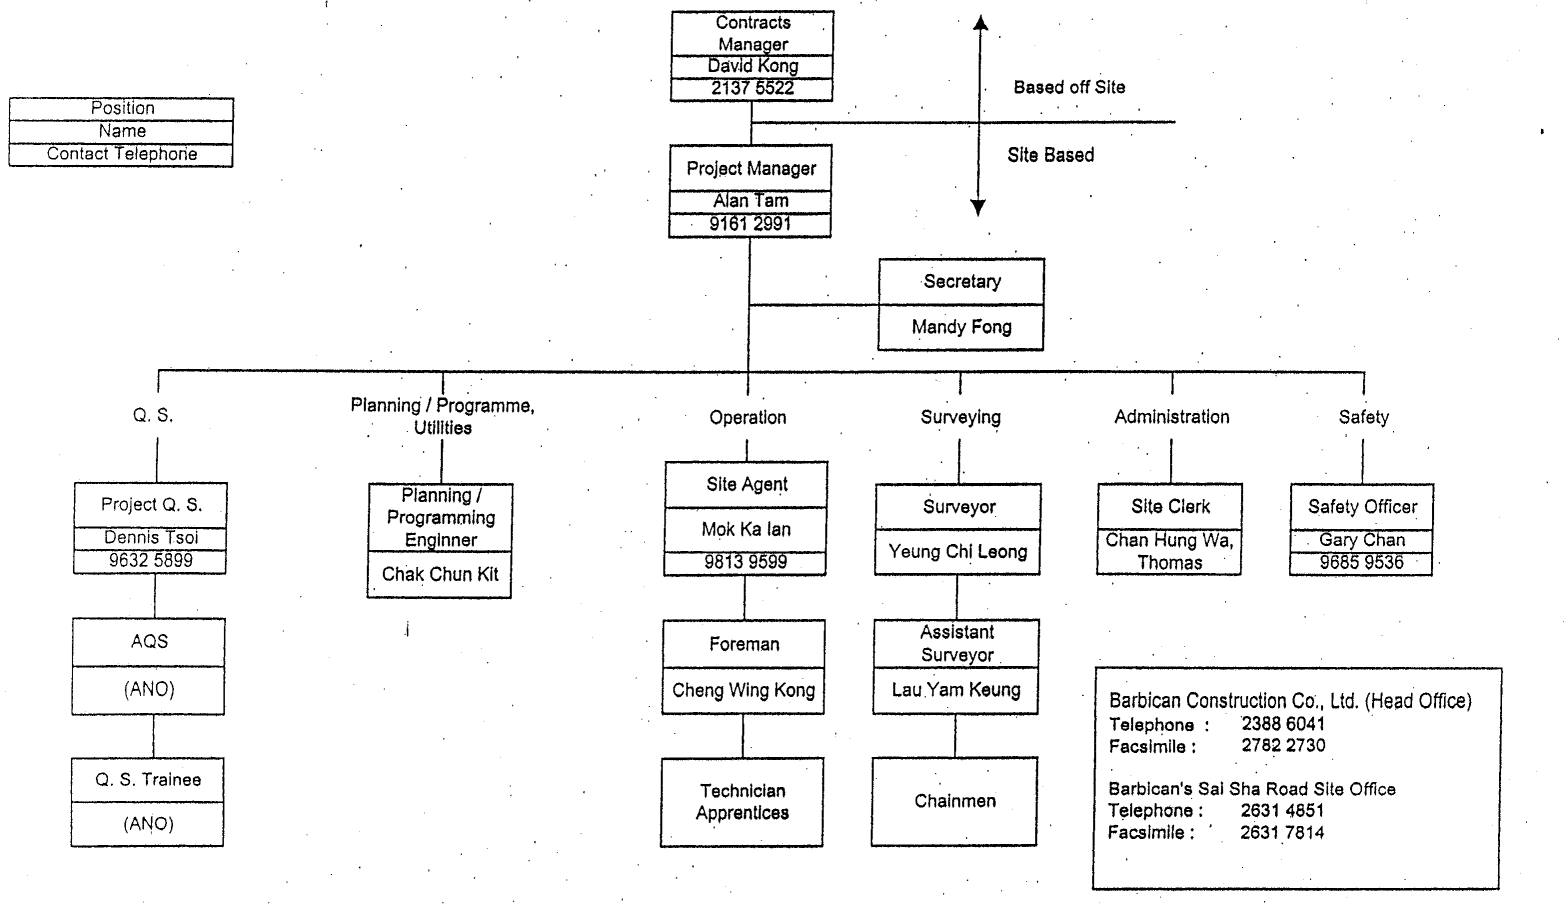 Contracts
Manager
David Kong
2137 5522
Based off Site
Position
Name
Contact Telephone
Site Based
Project Manager
Alan Tam
9161 2991
Secretary
Mandy Fong
Q. S.
Planning / Programme,
Utilities
Operation
Surveying
Administration
Safety
Project Q. S.
Dennis Tsoi
9632 5899
AQS
(ANO)
Q. S. Trainee
(ANO)
Planning /
Programming
Enginner
Chak Chun Kit
Site Agent
Mok Ka Ian
9813 9599
Foreman
Cheng Wing Kong
Technician
Apprentices
Surveyor
Yeung Chi Leong
Assistant
Surveyor
Lau Yam Keung
Chainmen
Site Clerk
Chan Hung Wa,
Thomas
Safety Officer
Gary Chan
9685 9536
Barbican Construction Co., Ltd. (Head Office)
Telephone : 2388 6041
Facsimile : 2782 2730
Barbican's Sai Sha Road Site Office
Telephone : 2631 4851
Facsimile : 2631 7814